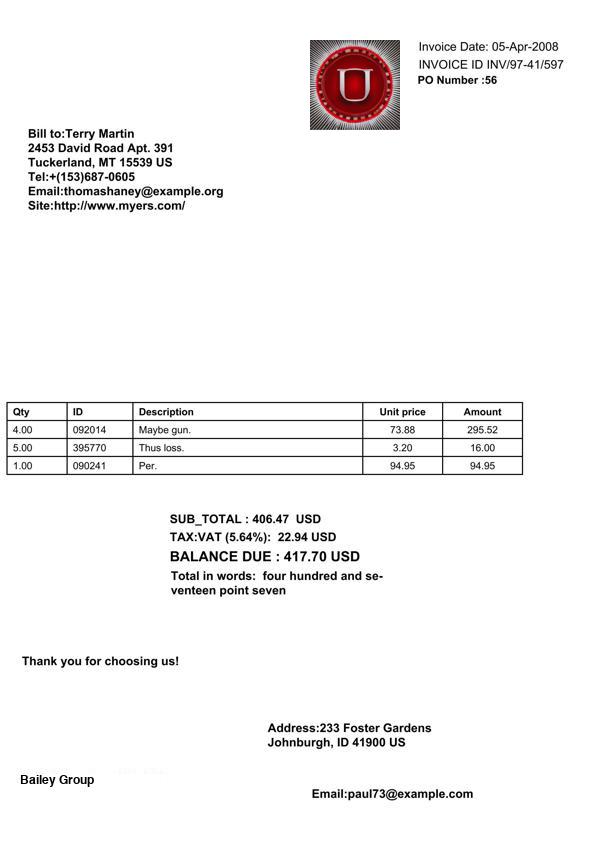 U
Invoice Date: 05-Apr-2008
INVOICE ID INV/97-41/597
PO Number :56
Bill to:Terry Martin
2453 David Road Apt. 391
Tuckerland, MT 15539 US
Tel:+(153)687-0605
Email:thomashaney@example.org
Site:http://www.myers.com/
Qty ID Description Unit price Amount
4.00 092014 Maybe gun. 73.88 295.52
5.00 395770 Thus loss. 3.20 16.00
1.00 090241 Per. 94.95 94.95
SUB_TOTAL : 406.47 USD
TAX:VAT (5.64%): 22.94 USD
BALANCE DUE : 417.70 USD
Total in words: four hundred and se-
venteen point seven
Thank you for choosing us!
Address:233 Foster Gardens
Johnburgh, ID 41900 US
Bailey Group
Email:paul73@example.com